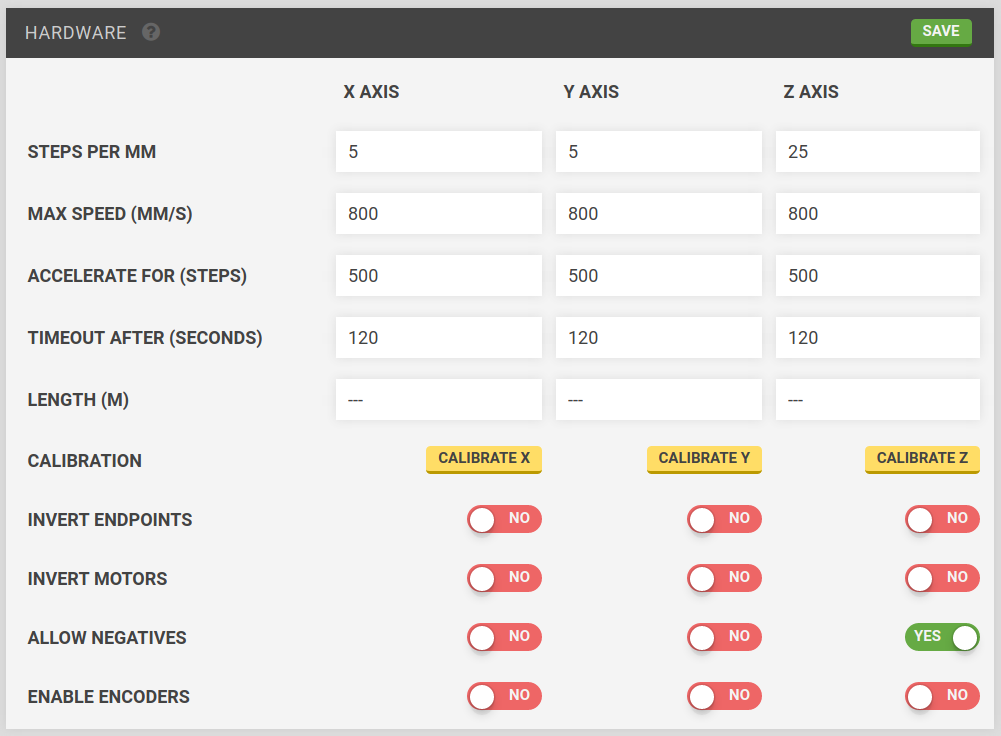 HARDWARE ? SAVE
X AXIS Y AXIS Z AXIS
STEPS PER MM 5 5 25
MAX SPEED (MM/S) 800 800 800
ACCELERATE FOR (STEPS) 500 500 500
TIMEOUT AFTER (SECONDS) 120 120 120
LENGTH (M) --- --- ---
CALIBRATION CALIBRATE X CALIBRATE Y CALIBRATE Z
INVERT ENDPOINTS NO NO NO
INVERT MOTORS NO NO NO
ALLOW NEGATIVES NO NO YES
ENABLE ENCODERS NO NO NO